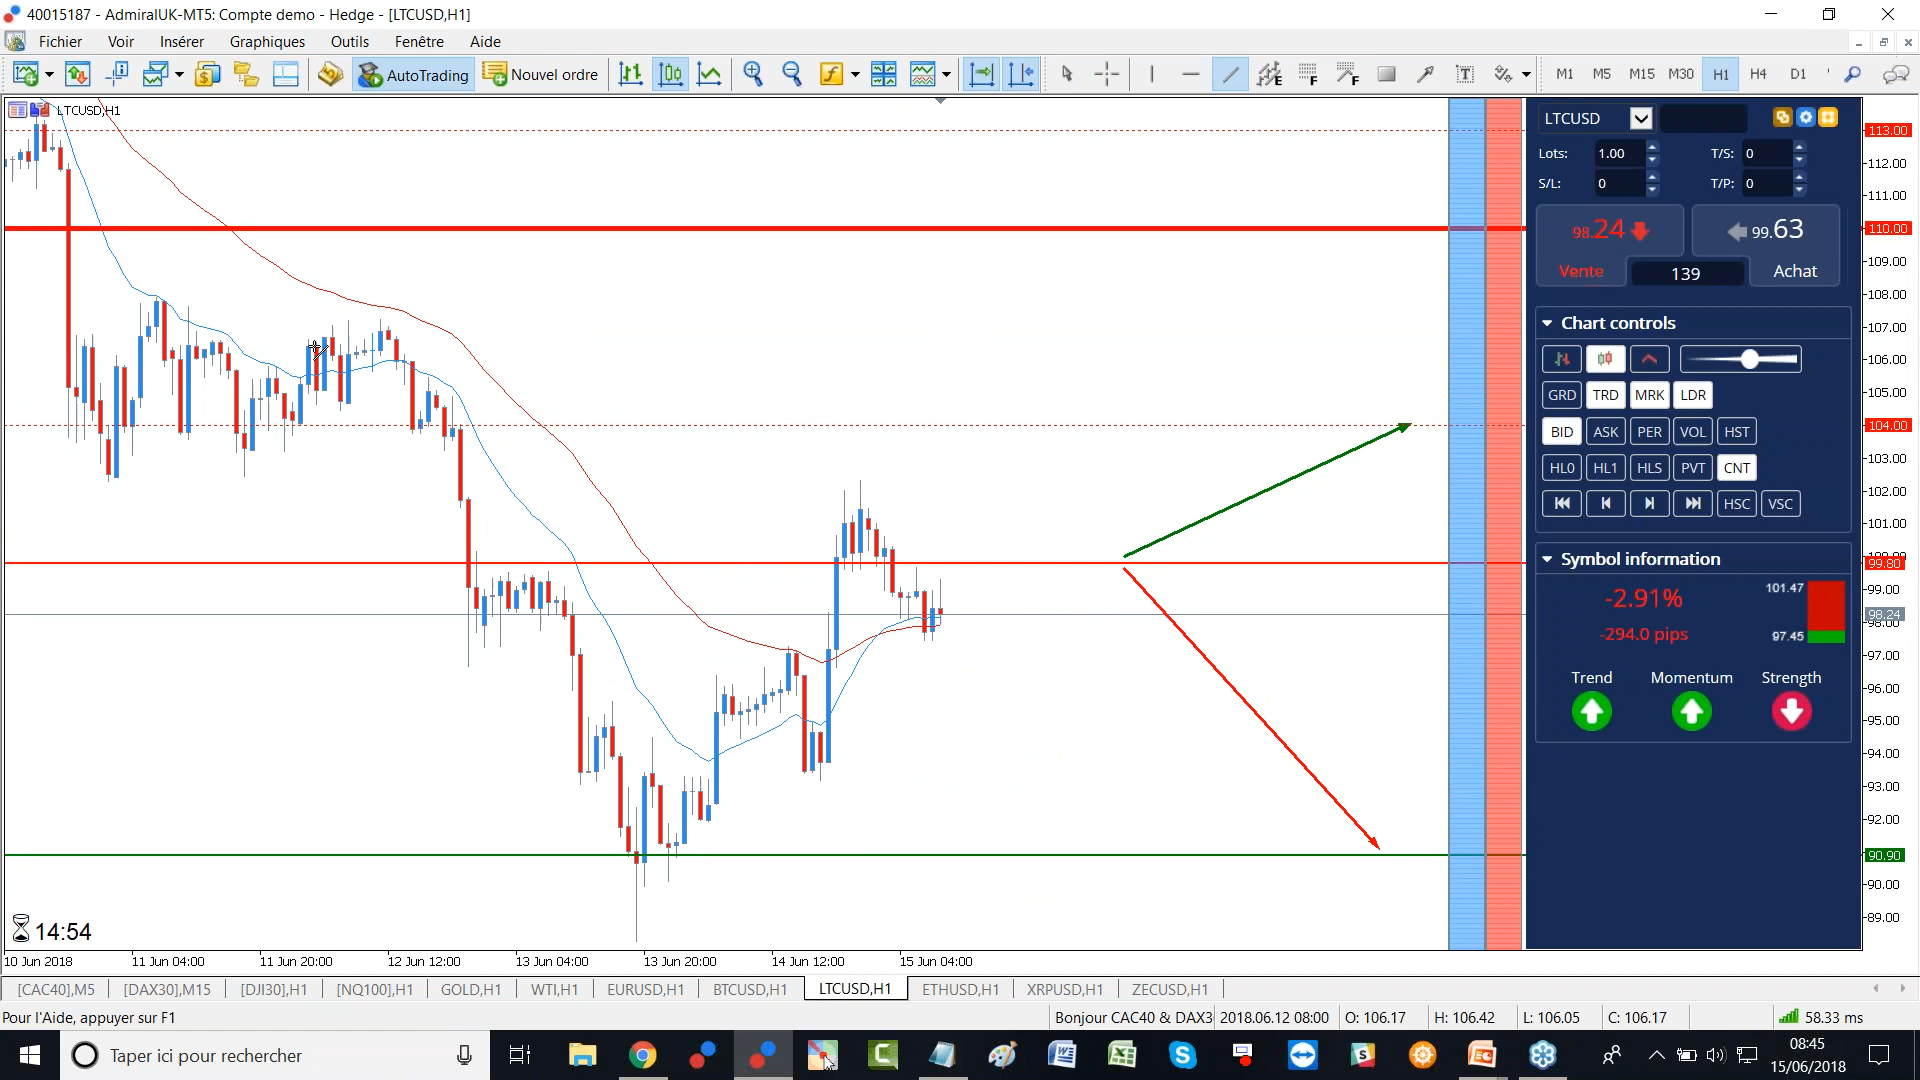 40015187 - AdmiralUK-MT5: Compte demo - Hedge - [LTCUSD,H1]
Fichier Voir Insérer Graphiques Outils Fenêtre Aide
AutoTrading Nouvel ordre M1 M5 M15 M30 H1 H4 D1
LTCUSD,H1
113.00
112.00
111.00
110.00
109.00
108.00
107.00
106.00
105.00
104.00
103.00
102.00
101.00
99.80
99.00
98.24
98.00
97.00
96.00
95.00
94.00
93.00
92.00
90.90
90.00
89.00
LTCUSD
Lots: 1.00 T/S: 0
S/L: 0 T/P: 0
98.24 99.63
Vente 139 Achat
Chart controls
GRD TRD MRK LDR
BID ASK PER VOL HST
HL0 HL1 HLS PVT CNT
HSC VSC
Symbol information
-2.91% 101.47
-294.0 pips 97.45
Trend Momentum Strength
14:54
10 Jun 2018 11 Jun 04:00 11 Jun 20:00 12 Jun 12:00 13 Jun 04:00 13 Jun 20:00 14 Jun 12:00 15 Jun 04:00
[CAC40],M5 [DAX30],M15 [DJI30],H1 [NQ100],H1 GOLD,H1 WTI,H1 EURUSD,H1 BTCUSD,H1 LTCUSD,H1 ETHUSD,H1 XRPUSD,H1 ZECUSD,H1
Pour l'Aide, appuyer sur F1 Bonjour CAC40 & DAX3 2018.06.12 08:00 O: 106.17 H: 106.42 L: 106.05 C: 106.17 58.33 ms
Taper ici pour rechercher
08:45
15/06/2018